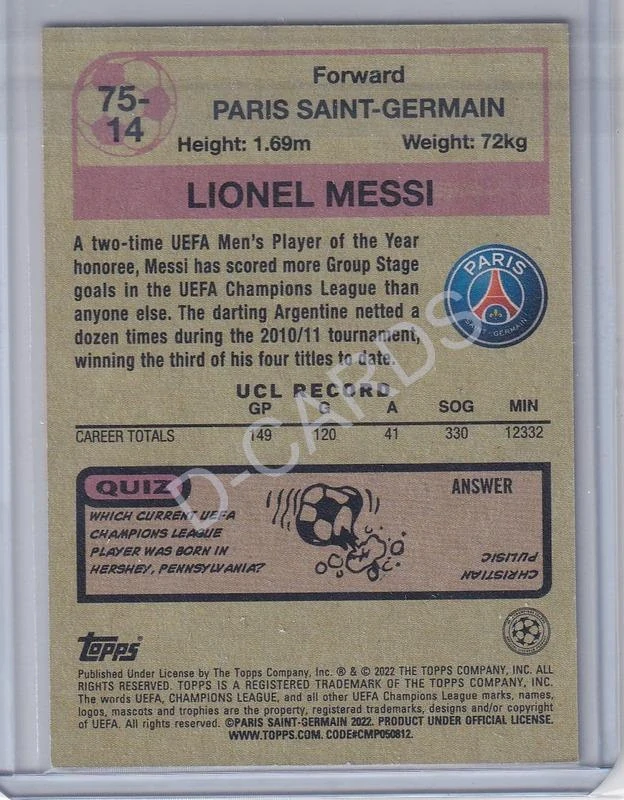 75-
14
Forward
PARIS SAINT-GERMAIN
Height: 1.69m Weight: 72kg
LIONEL MESSI
A two-time UEFA Men's Player of the Year
honoree, Messi has scored more Group Stage
goals in the UEFA Champions League than
anyone else. The darting Argentine netted a
dozen times during the 2010/11 tournament,
winning the third of his four titles to date.
PARIS
SAINT-GERMAIN
UCL RECORD
GP G A SOG MIN
CAREER TOTALS 149 120 41 330 12332
QUIZ
WHICH CURRENT UEFA
CHAMPIONS LEAGUE
PLAYER WAS BORN IN
HERSHEY, PENNSYLVANIA?
ANSWER
CHRISTIAN
PULISIC
D-CARDS
Topps
Published Under License by The Topps Company, Inc. ® & © 2022 THE TOPPS COMPANY, INC. ALL
RIGHTS RESERVED. TOPPS IS A REGISTERED TRADEMARK OF THE TOPPS COMPANY, INC.
The words UEFA, CHAMPIONS LEAGUE, and all other UEFA Champions League marks, names,
logos, mascots and trophies are the property, registered trademarks, designs and/or copyright
of UEFA. All rights reserved. ©PARIS SAINT-GERMAIN 2022. PRODUCT UNDER OFFICIAL LICENSE.
WWW.TOPPS.COM. CODE#CMP050812.